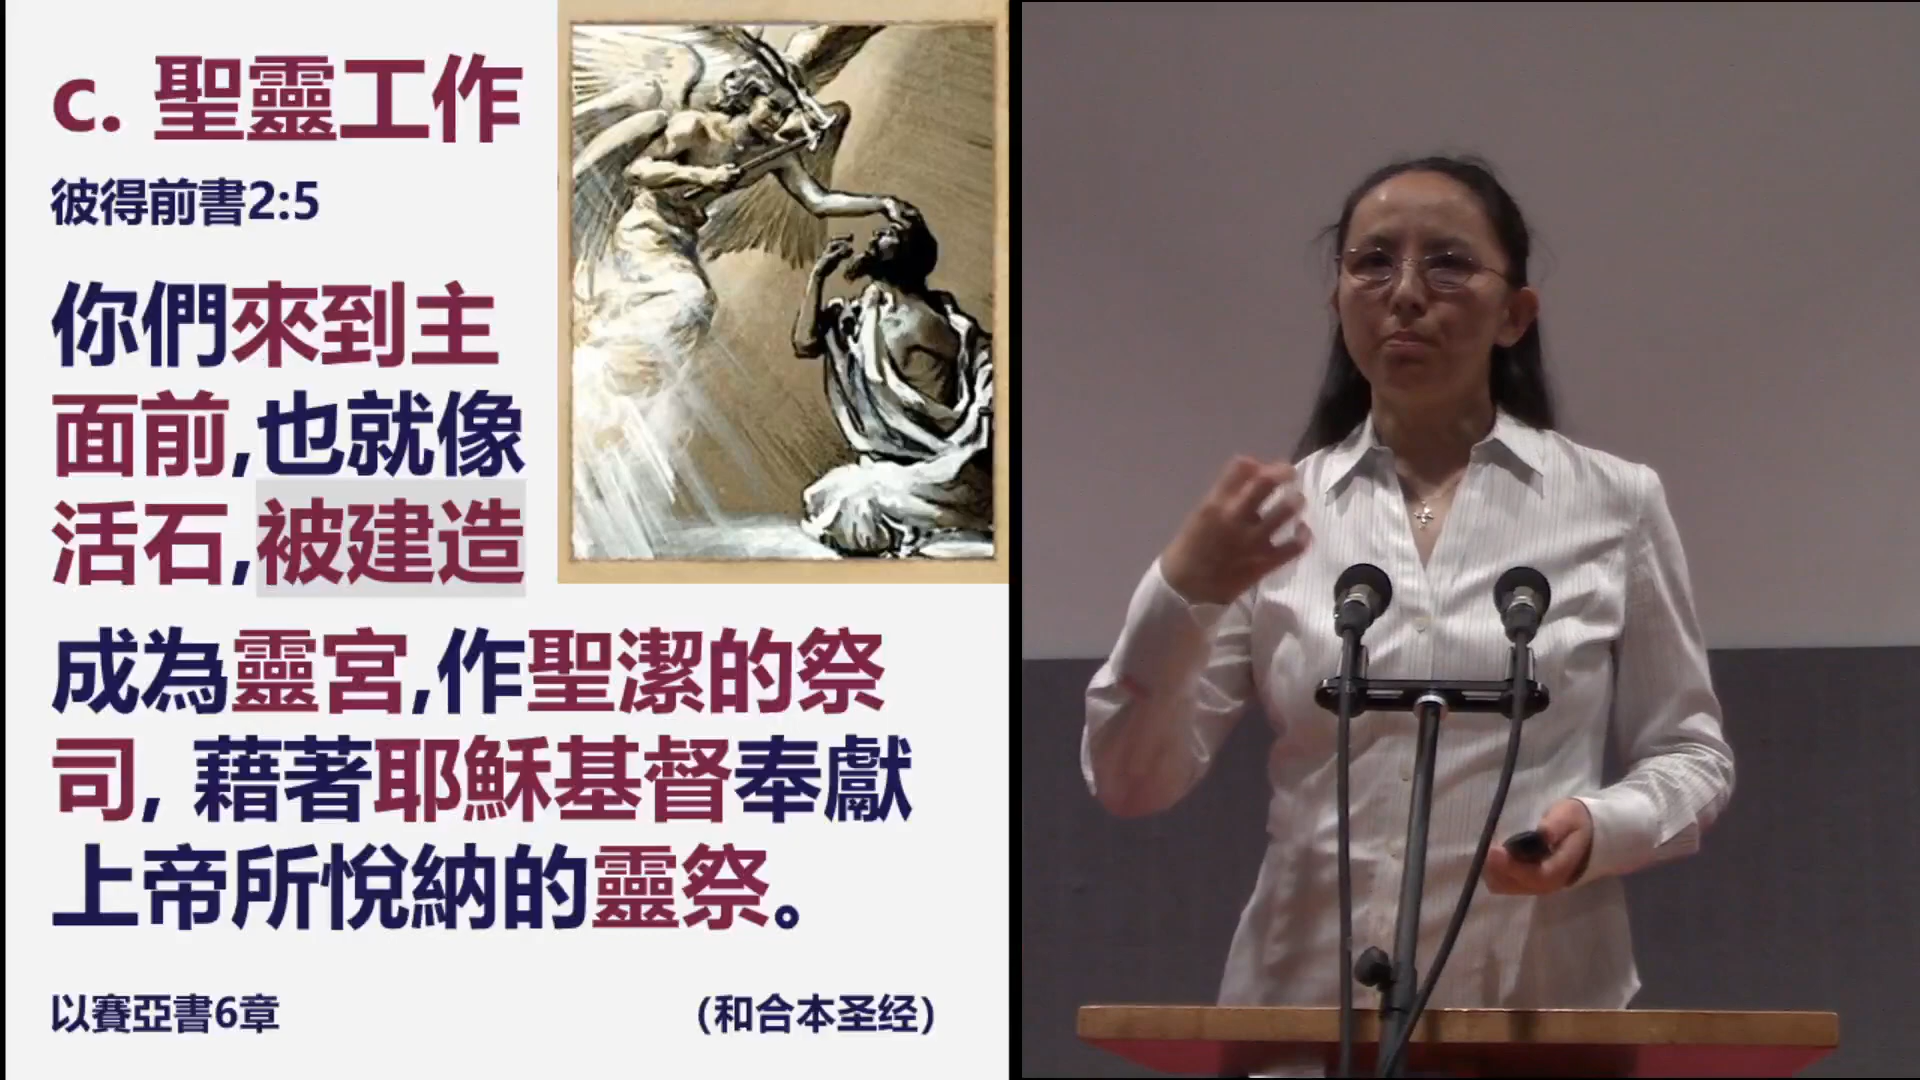 c. 聖靈工作
彼得前書2:5
你們來到主
面前,也就像
活石,被建造
成為靈宮,作聖潔的祭
司, 藉著耶穌基督奉獻
上帝所悅納的靈祭。
以賽亞書6章
（和合本圣经）